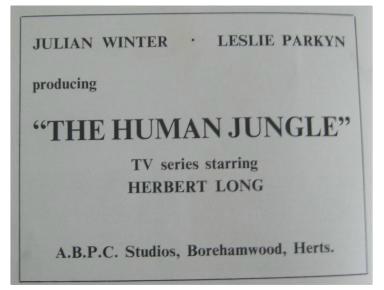 JULIAN WINTER · LESLIE PARKYN
producing
“THE HUMAN JUNGLE”
TV series starring
HERBERT LONG
A.B.P.C. Studios, Borehamwood, Herts.